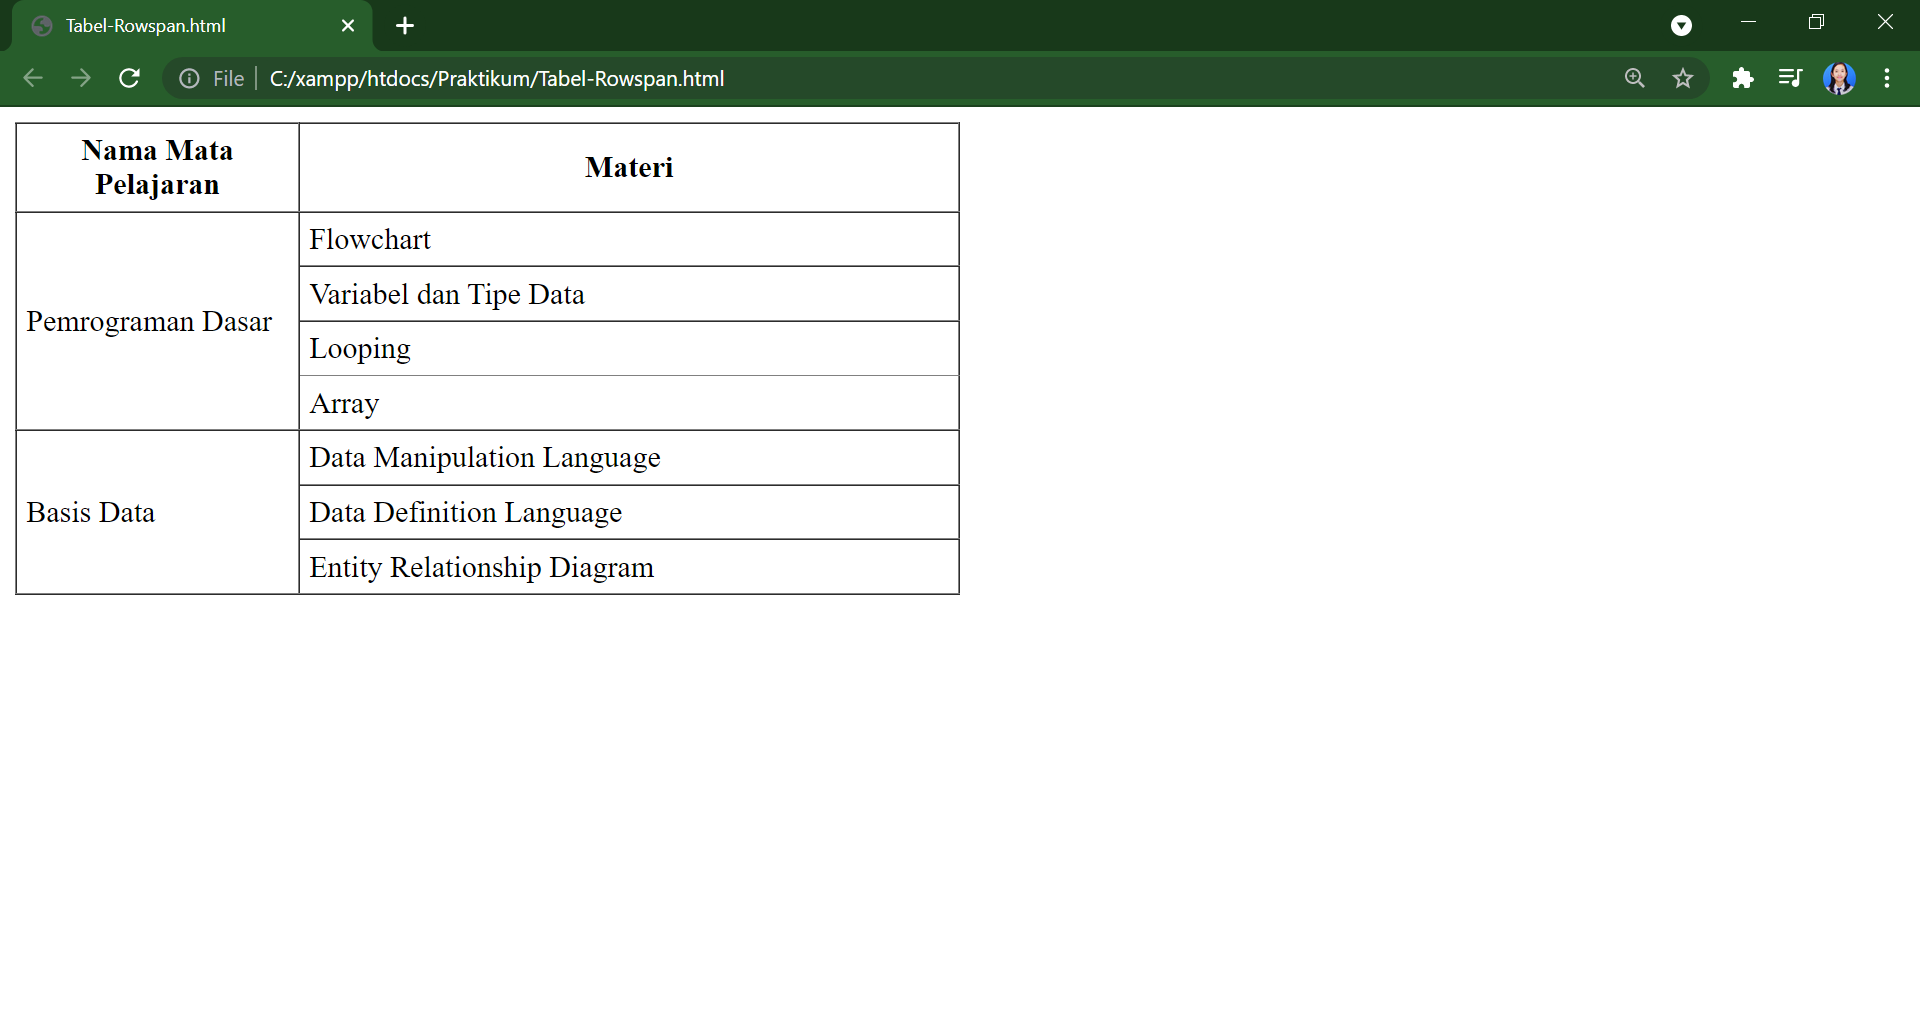 Tabel-Rowspan.html
File
C:/xampp/htdocs/Praktikum/Tabel-Rowspan.html
Nama Mata
Pelajaran
Materi
Pemrograman Dasar
Flowchart
Variabel dan Tipe Data
Looping
Array
Basis Data
Data Manipulation Language
Data Definition Language
Entity Relationship Diagram